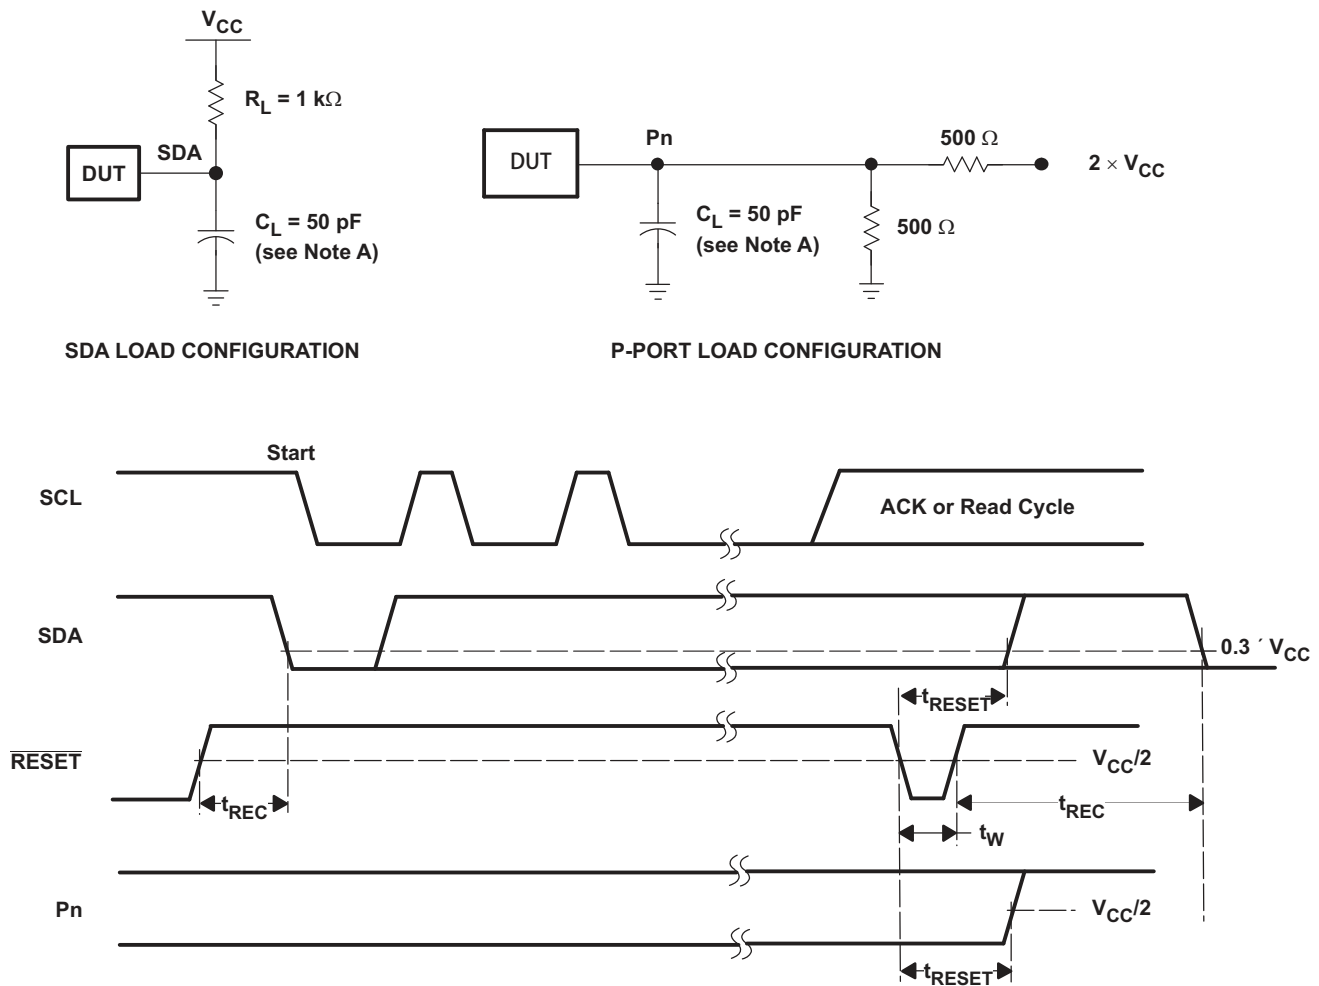 VCC
RL = 1 kΩ
SDA
DUT
CL = 50 pF
(see Note A)
SDA LOAD CONFIGURATION
DUT
Pn
500 Ω
2 × VCC
CL = 50 pF
(see Note A)
500 Ω
P-PORT LOAD CONFIGURATION
Start
SCL
ACK or Read Cycle
SDA
0.3 ´ VCC
tRESET
RESET
VCC/2
tREC
tREC
tW
Pn
VCC/2
tRESET